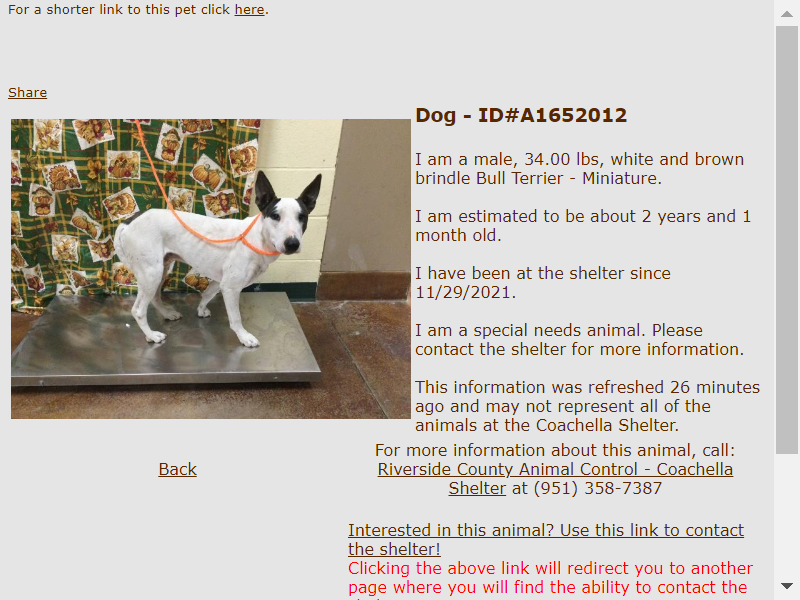 For a shorter link to this pet click here.
Share
Dog - ID#A1652012
I am a male, 34.00 lbs, white and brown
brindle Bull Terrier - Miniature.
I am estimated to be about 2 years and 1
month old.
I have been at the shelter since
11/29/2021.
I am a special needs animal. Please
contact the shelter for more information.
This information was refreshed 26 minutes
ago and may not represent all of the
animals at the Coachella Shelter.
For more information about this animal, call:
Riverside County Animal Control - Coachella
Shelter at (951) 358-7387
Back
Interested in this animal? Use this link to contact
the shelter!
Clicking the above link will redirect you to another
page where you will find the ability to contact the